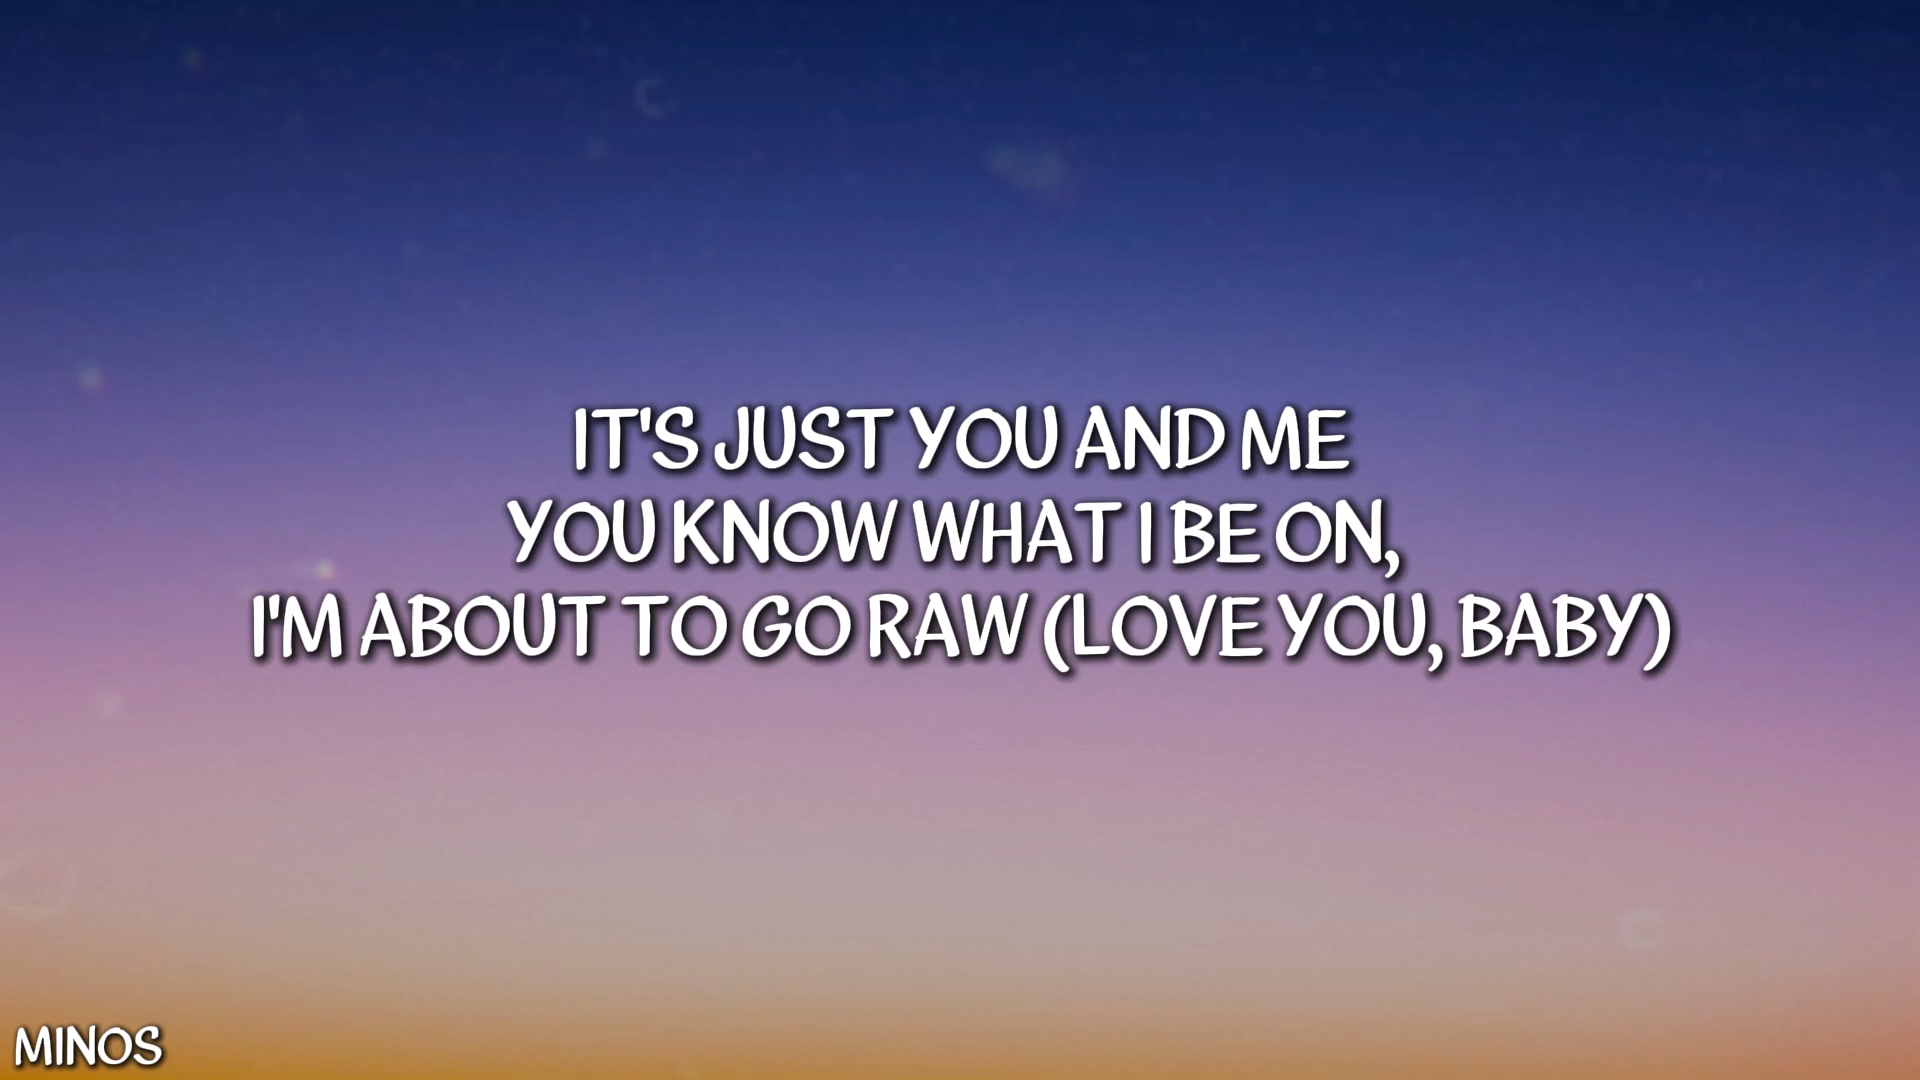 IT'S JUST YOU AND ME
YOU KNOW WHAT I BE ON,
I'M ABOUT TO GO RAW (LOVE YOU, BABY)
MINOS